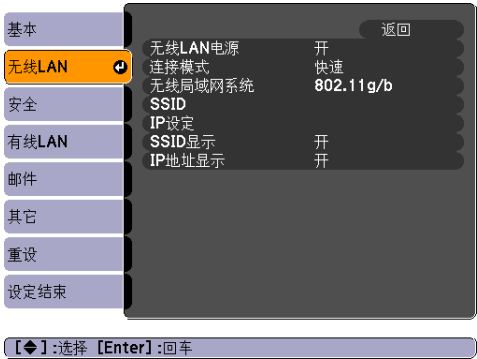 基本
无线LAN
安全
有线LAN
邮件
其它
重设
设定结束
返回
无线LAN电源 开
连接模式 快速
无线局域网系统 802.11g/b
SSID
IP设定
SSID显示 开
IP地址显示 开
[◆]:选择 [Enter]:回车